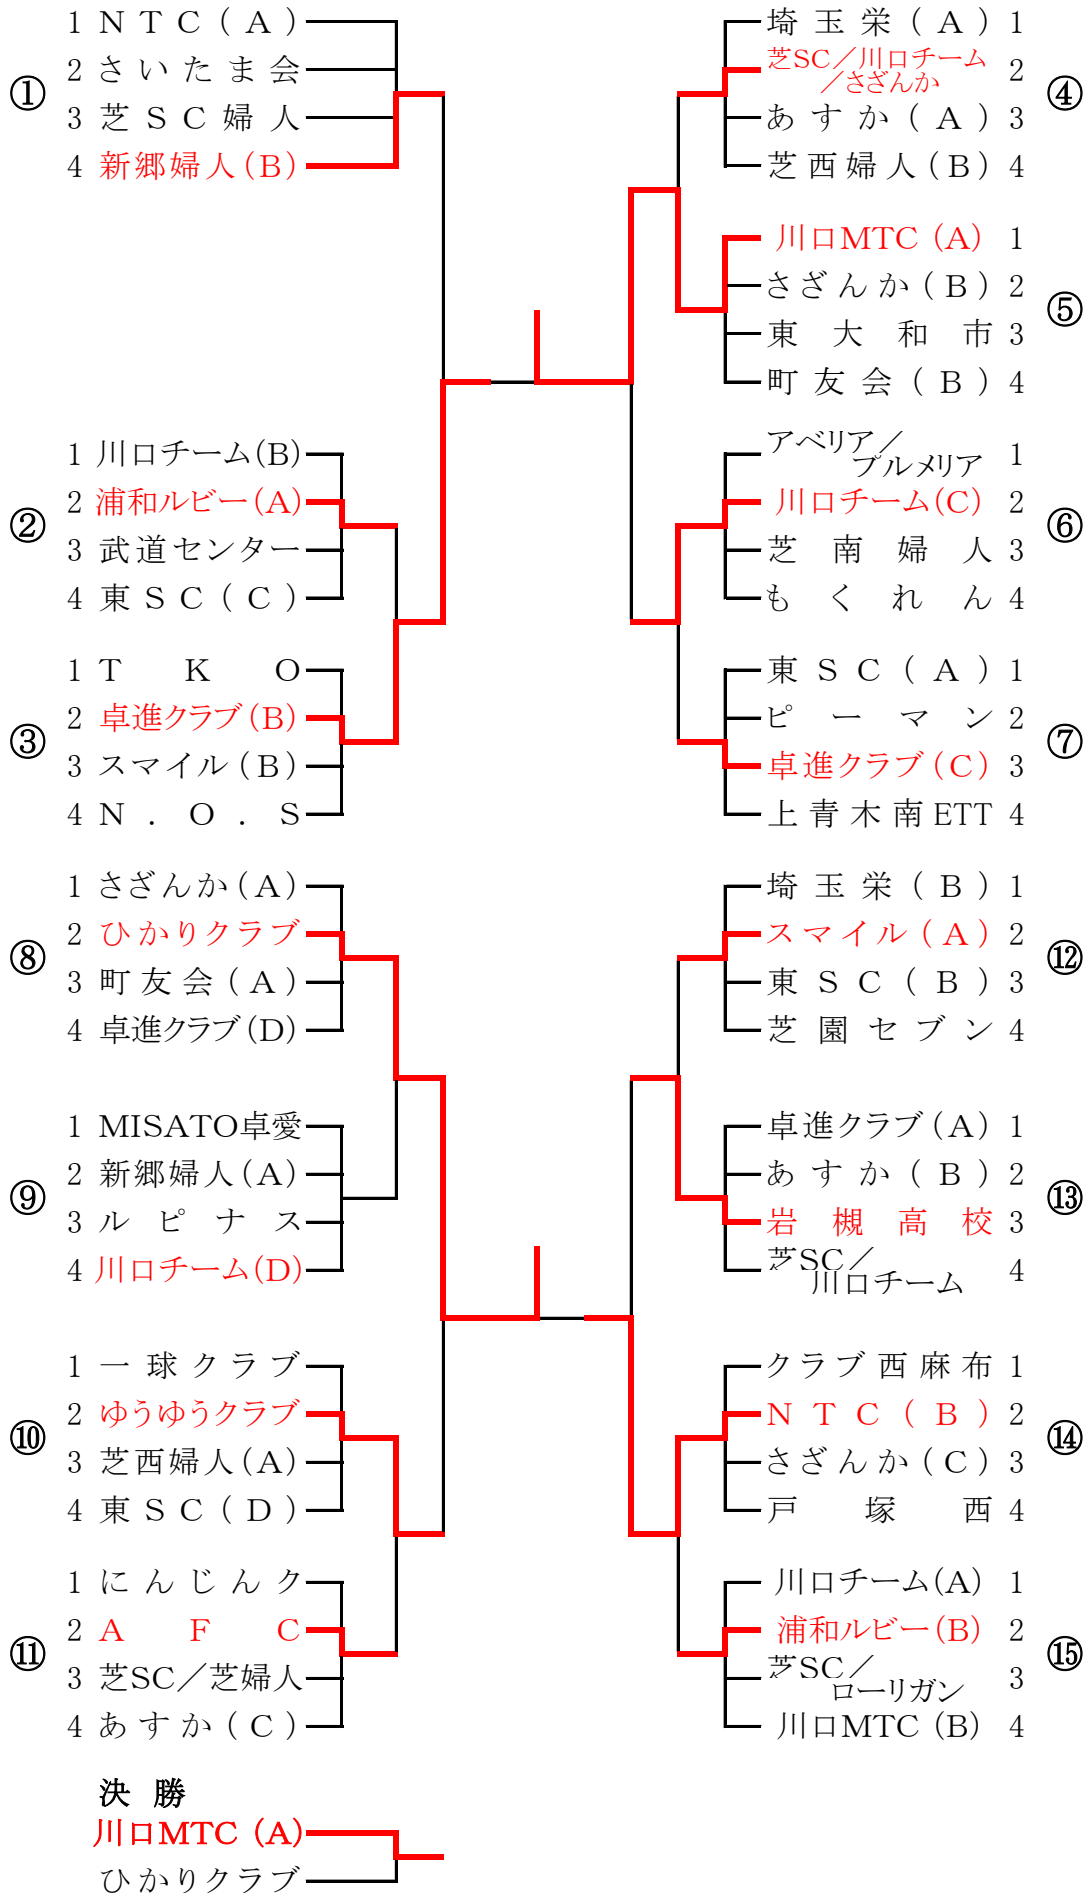 ①
1 NTC(A)
2 さいたま会
3 芝SC婦人
4 新郷婦人(B)
②
1 川口チーム(B)
2 浦和ルビー(A)
3 武道センター
4 東SC(C)
③
1 TKO
2 卓進クラブ(B)
3 スマイル(B)
4 N.O.S
⑧
1 さざんか(A)
2 ひかりクラブ
3 町友会(A)
4 卓進クラブ(D)
⑨
1 MISATO卓愛
2 新郷婦人(A)
3 ルピナス
4 川口チーム(D)
⑩
1 一球クラブ
2 ゆうゆうクラブ
3 芝西婦人(A)
4 東SC(D)
⑪
1 にんじんク
2 AFC
3 芝SC／芝婦人
4 あすか(C)
決勝
川口MTC (A)
ひかりクラブ
埼玉栄(A) 1
芝SC／川口チーム
／さざんか 2
あすか(A) 3
芝西婦人(B) 4
④
川口MTC (A) 1
さざんか(B) 2
東大和市 3
町友会(B) 4
⑤
アベリア／
プルメリア 1
川口チーム(C) 2
芝南婦人 3
もくれん 4
⑥
東SC(A) 1
ピーマン 2
卓進クラブ(C) 3
上青木南ETT 4
⑦
埼玉栄(B) 1
スマイル(A) 2
東SC(B) 3
芝園セブン 4
⑫
卓進クラブ(A) 1
あすか(B) 2
岩槻高校 3
芝SC／
川口チーム 4
⑬
クラブ西麻布 1
NTC(B) 2
さざんか(C) 3
戸塚西 4
⑭
川口チーム(A) 1
浦和ルビー(B) 2
芝SC／
ローリガン 3
川口MTC (B) 4
⑮